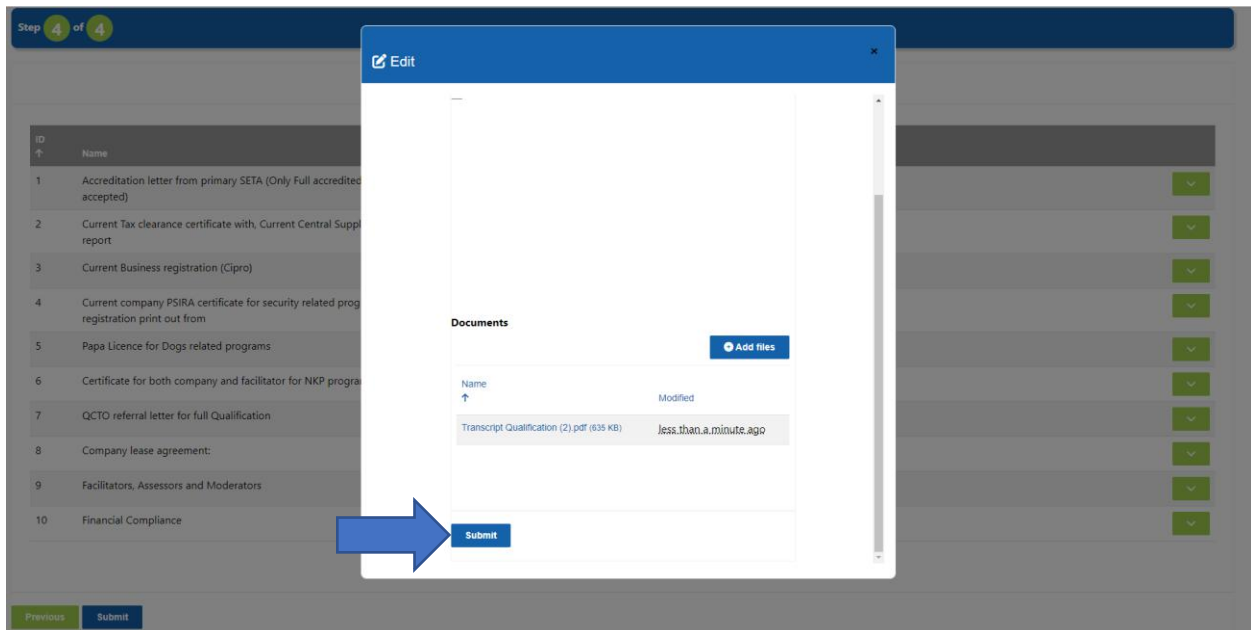 Step 4 of 4
Edit
×
ID
↑ Name
1 Accreditation letter from primary SETA (Only Full accredited
accepted)
2 Current Tax clearance certificate with, Current Central Suppl
report
3 Current Business registration (Cipro)
4 Current company PSIRA certificate for security related prog
registration print out from
5 Papa Licence for Dogs related programs
6 Certificate for both company and facilitator for NKP progra
7 QCTO referral letter for full Qualification
8 Company lease agreement:
9 Facilitators, Assessors and Moderators
10 Financial Compliance
Documents
Add files
Name
↑ Modified
Transcript Qualification (2).pdf (635 KB) less than a minute ago
Submit
Previous Submit